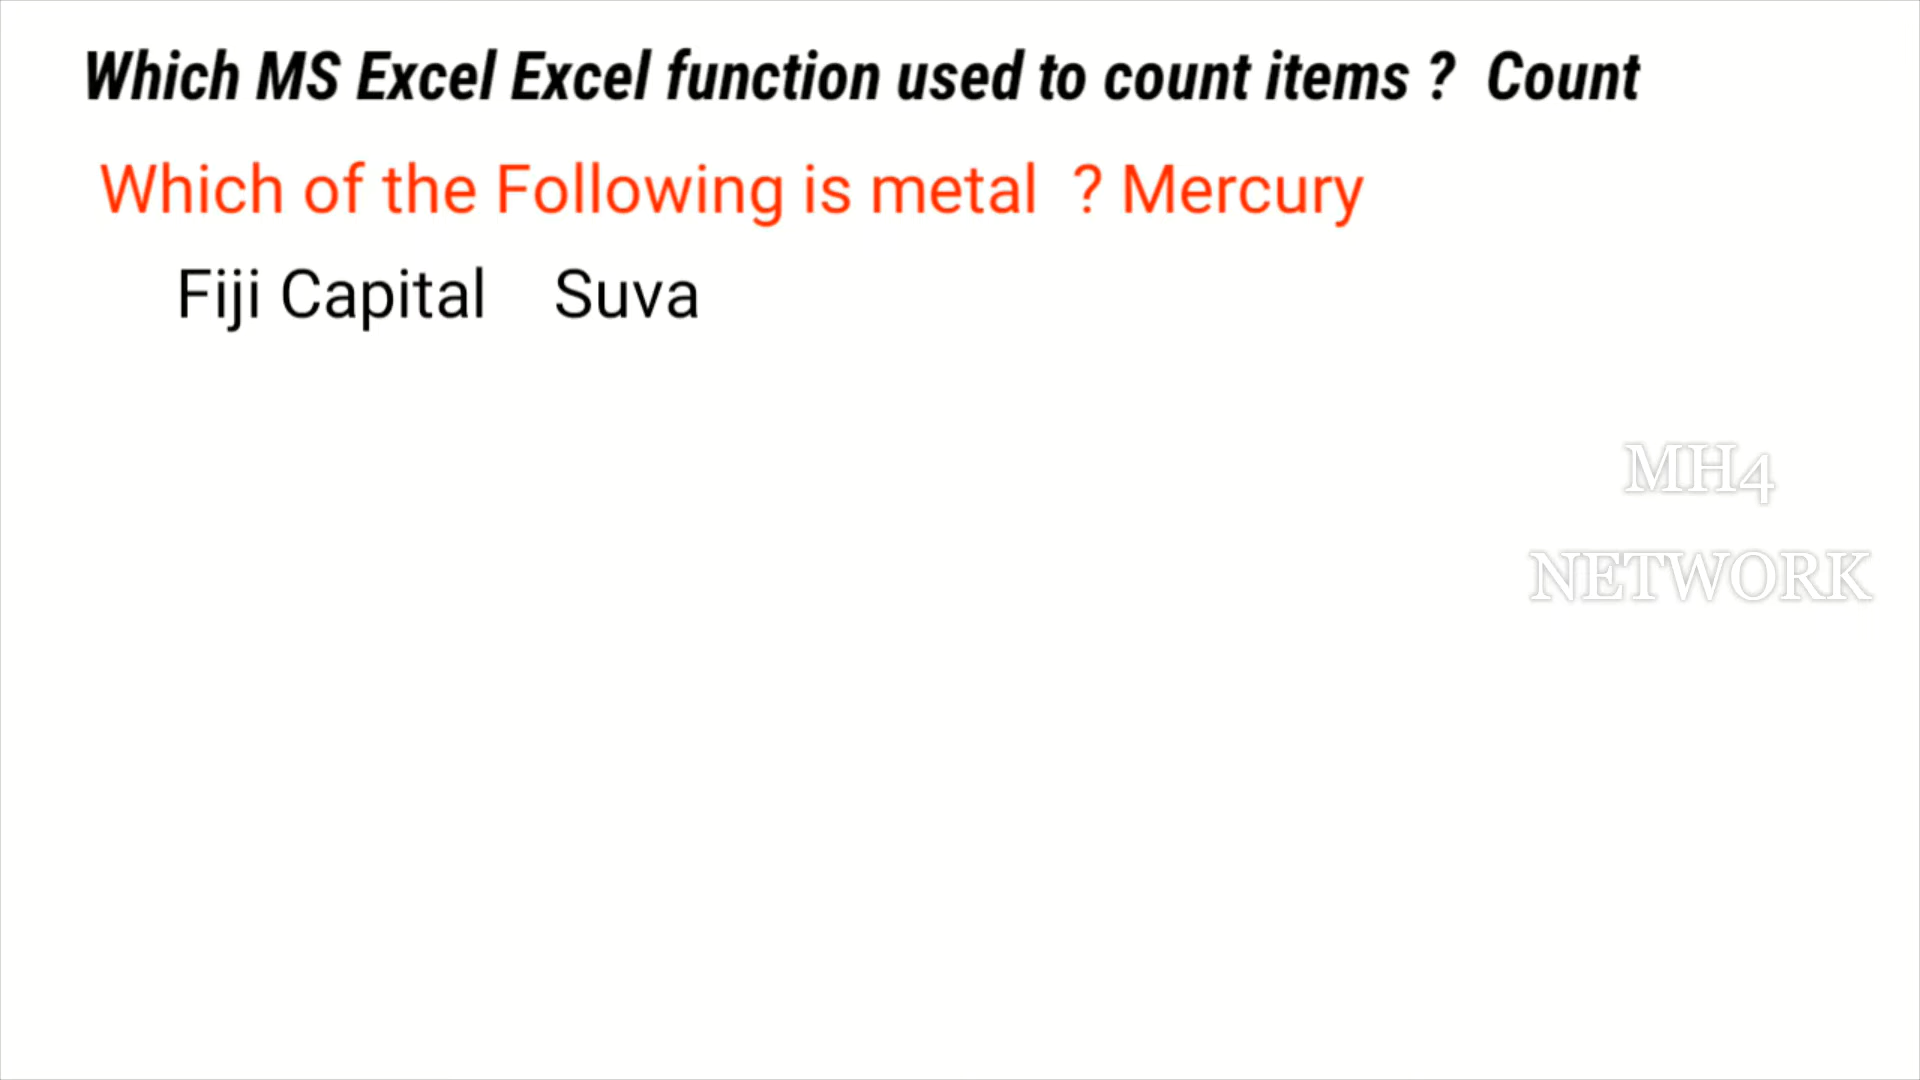 Which MS Excel Excel function used to count items ? Count
Which of the Following is metal ? Mercury
Fiji Capital Suva
MH4
NETWORK